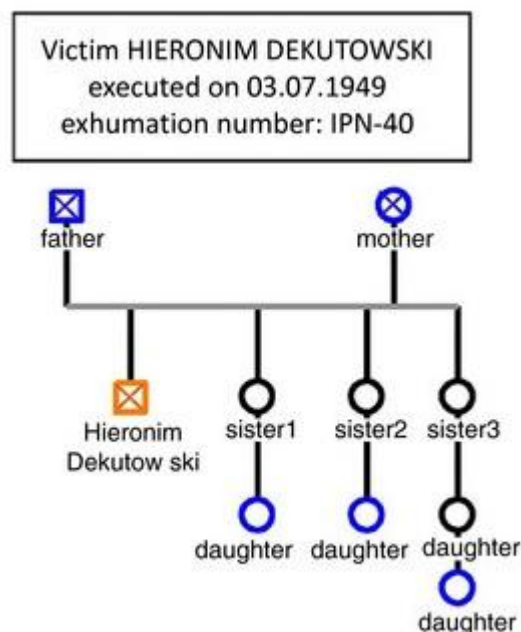 Victim HIERONIM DEKUTOWSKI
executed on 03.07.1949
exhumation number: IPN-40
father
mother
Hieronim
Dekutow ski
sister1
sister2
sister3
daughter
daughter
daughter
daughter